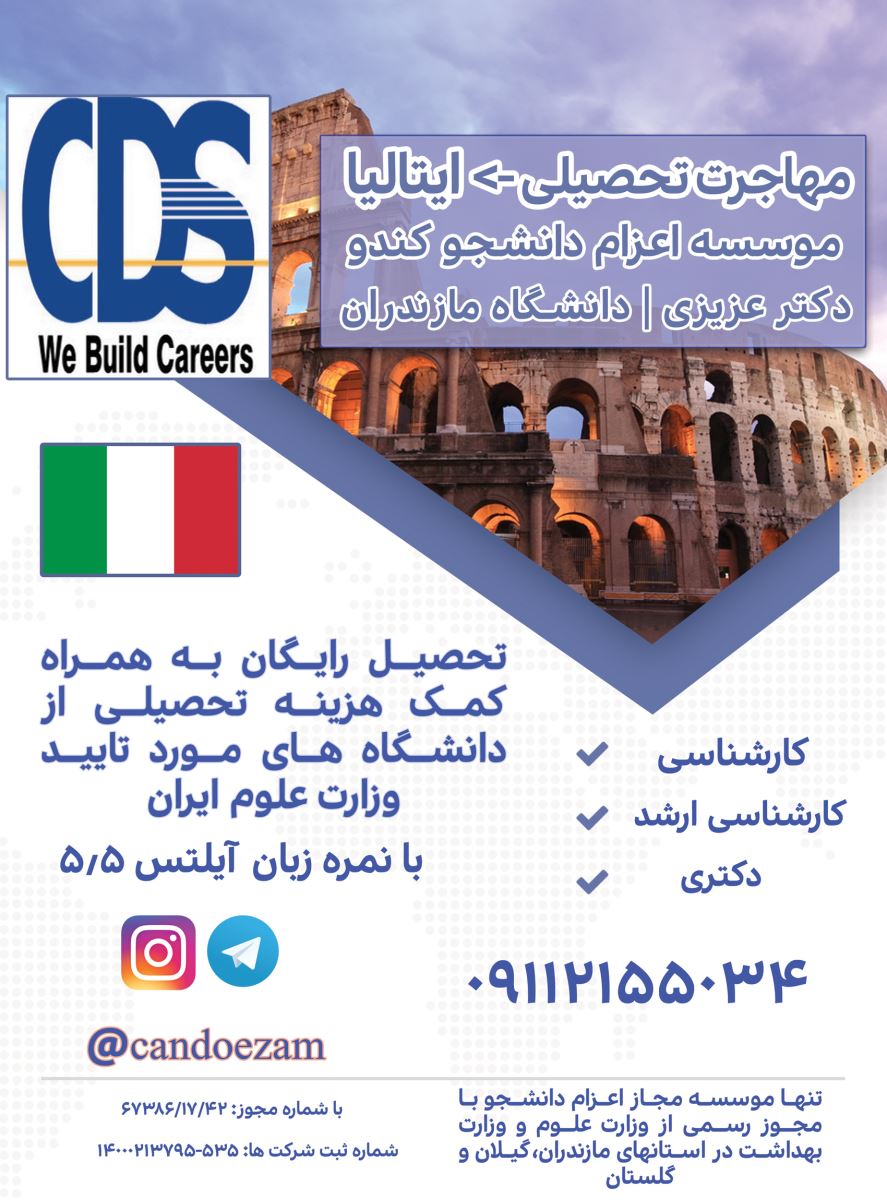 CDS
We Build Careers
مهاجرت تحصیلی -> ایتالیا
موسسه اعزام دانشجو کندو
دکتر عزیزی | دانشگاه مازندران
تحصیل رایگان به همراه
کمک هزینه تحصیلی از
دانشگاه های مورد تایید
وزارت علوم ایران
با نمره زبان آیلتس ۵٫۵
کارشناسی
کارشناسی ارشد
دکتری
۰۹۱۱۲۱۵۵۰۳۴
@candoezam
تنها موسسه مجاز اعزام دانشجو با
مجوز رسمی از وزارت علوم و وزارت
بهداشت در استانهای مازندران،گیلان و
گلستان
با شماره مجوز: ۶۷۳۸۶/۱۷/۴۲
شماره ثبت شرکت ها: ۵۳۵-۱۴۰۰۰۲۱۳۷۹۵